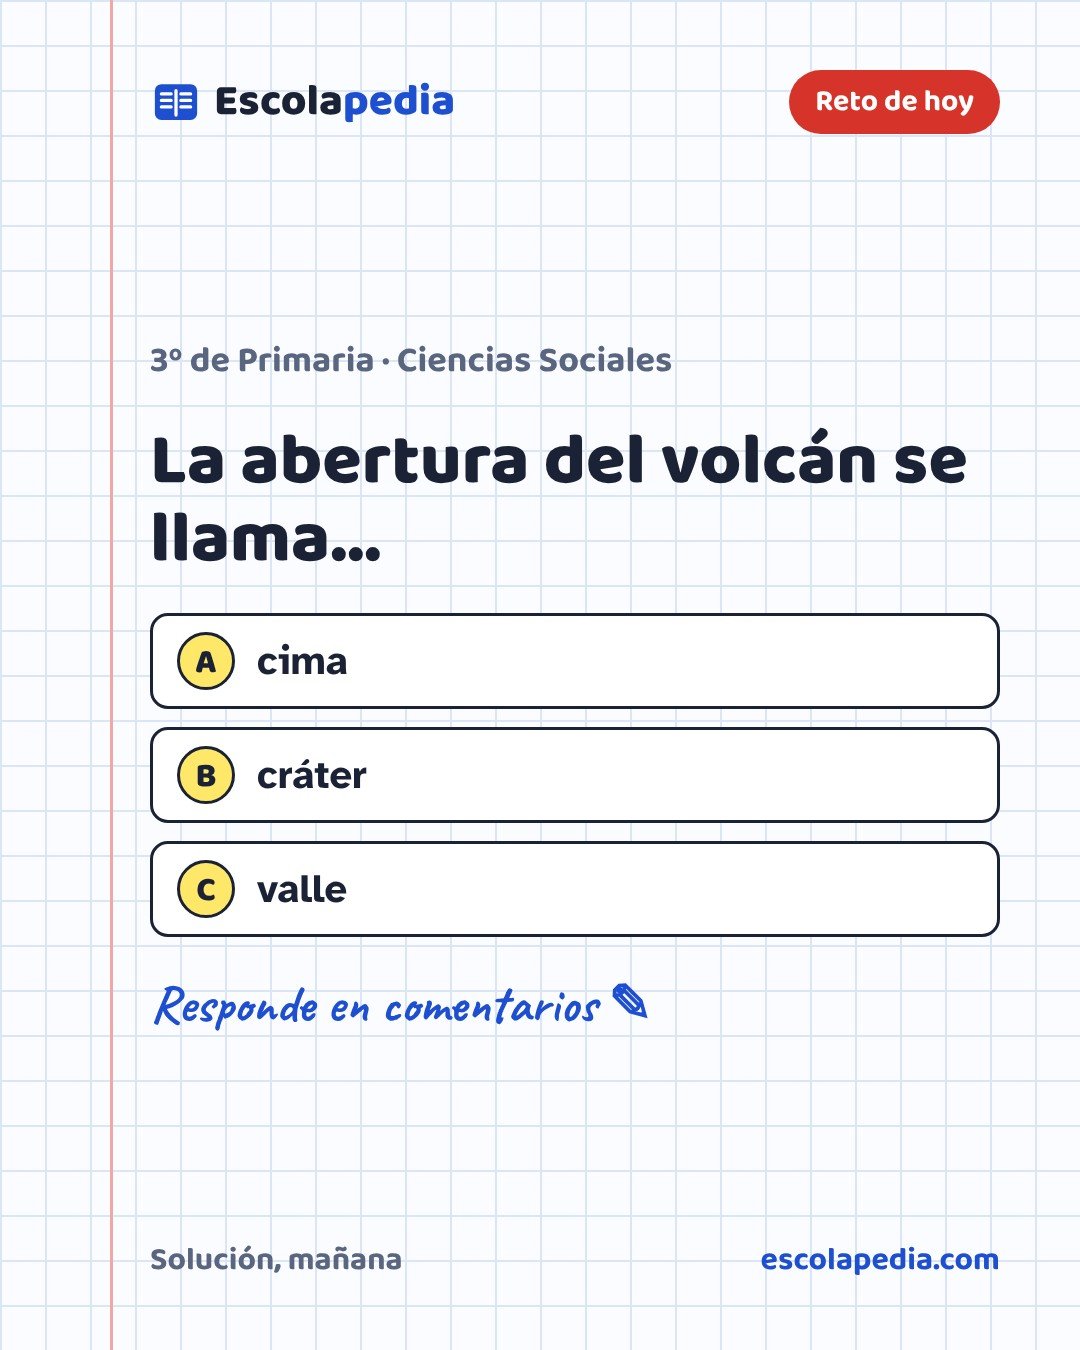 Escolapedia
Reto de hoy
3º de Primaria · Ciencias Sociales
La abertura del volcán se
llama...
A cima
B cráter
C valle
Responde en comentarios ✎
Solución, mañana
escolapedia.com